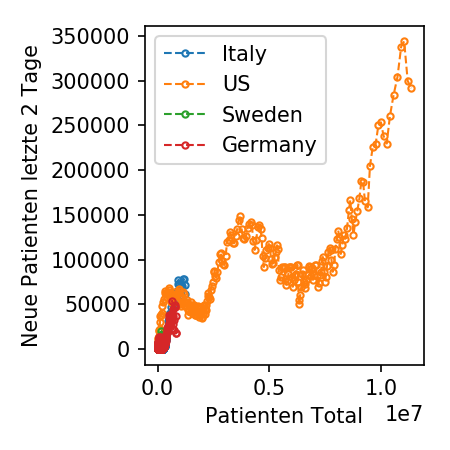 350000
300000
250000
200000
150000
100000
50000
0
Neue Patienten letzte 2 Tage
Italy
US
Sweden
Germany
0.0
0.5
1.0
1e7
Patienten Total